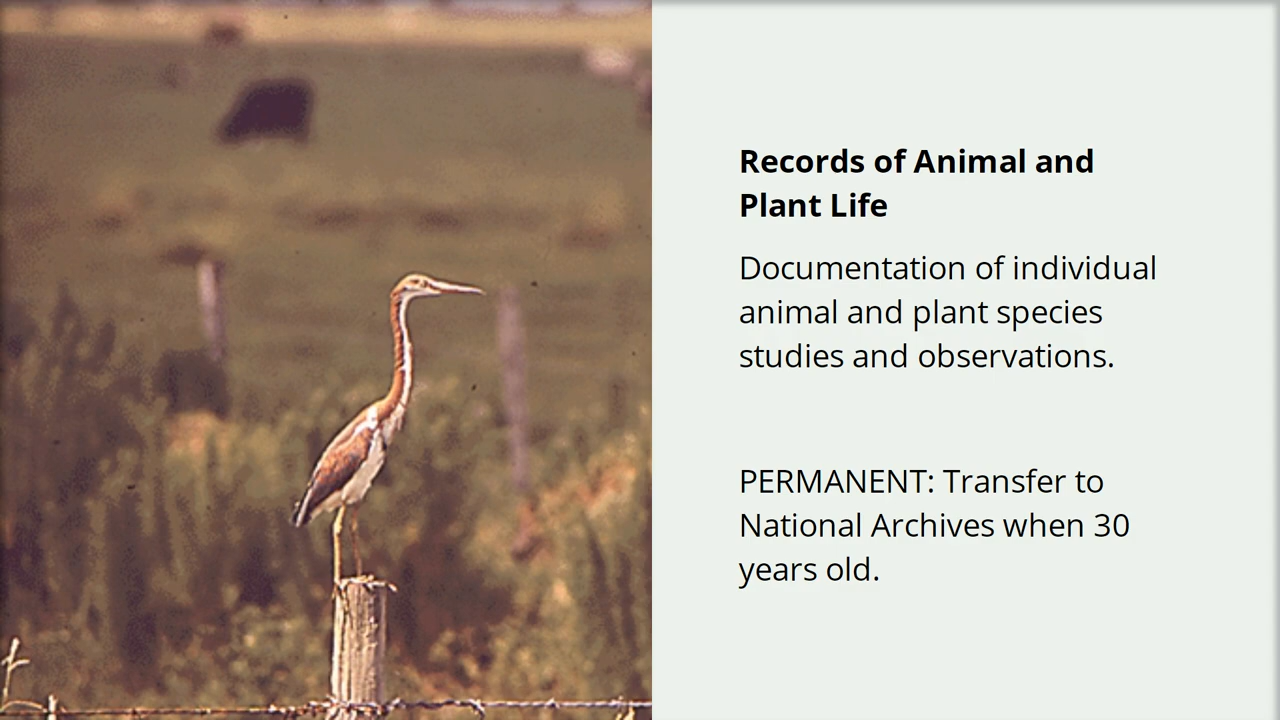 Records of Animal and
Plant Life
Documentation of individual
animal and plant species
studies and observations.
PERMANENT: Transfer to
National Archives when 30
years old.